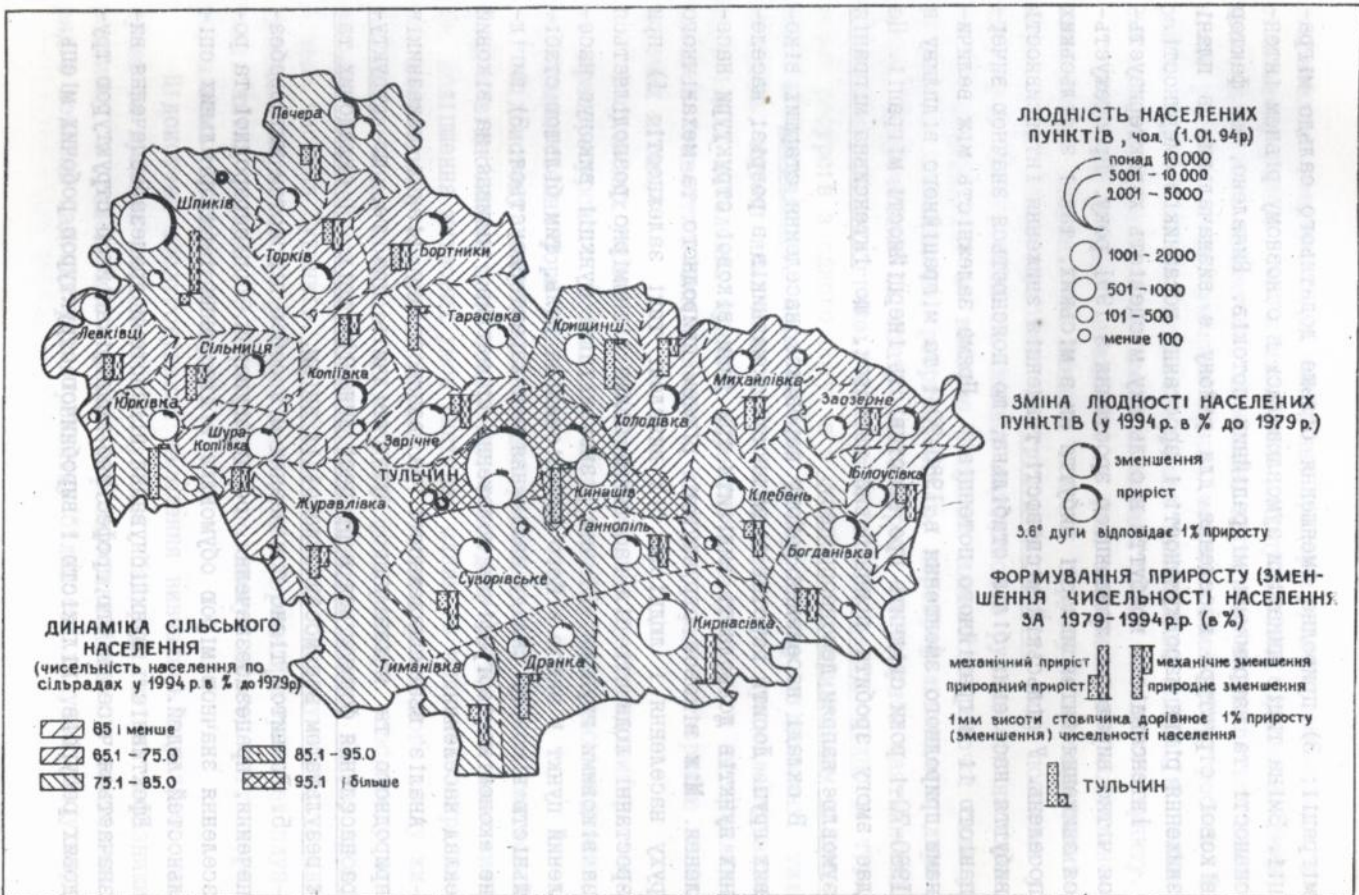 Печера
Шпиків
Торків
Бортники
Левківці
Сільниця
Тарасівка
Крищинці
Копіївка
Михайлівка
Заозерне
Юрківка
Шура-
Копіївка
Зарічне
Холодівка
ТУЛЬЧИН
Кинашів
Клебань
Білоусівка
Журавлівка
Ганнопіль
Богданівка
Суворівське
Кирнасівка
Тиманівка
Дранка
ЛЮДНІСТЬ НАСЕЛЕНИХ
ПУНКТІВ, чол. (1.01.94р)
понад 10 000
5001 – 10 000
2001 – 5000
1001 – 2000
501 – 1000
101 – 500
менше 100
ЗМІНА ЛЮДНОСТІ НАСЕЛЕНИХ
ПУНКТІВ (у 1994 р. в % до 1979 р.)
зменшення
приріст
3.6° дуги відповідає 1% приросту
ФОРМУВАННЯ ПРИРОСТУ (ЗМЕН-
ШЕННЯ ЧИСЕЛЬНОСТІ НАСЕЛЕННЯ
ЗА 1979-1994 р.р. (в %)
механічний приріст
природний приріст
механічне зменшення
природне зменшення
1 мм висоти стовпчика дорівнює 1% приросту
(зменшення) чисельності населення
ТУЛЬЧИН
ДИНАМІКА СІЛЬСЬКОГО
НАСЕЛЕННЯ
(чисельність населення по
сільрадах у 1994 р. в % до 1979р)
65 і менше
65.1 – 75.0
75.1 – 85.0
85.1 – 95.0
95.1 і більше